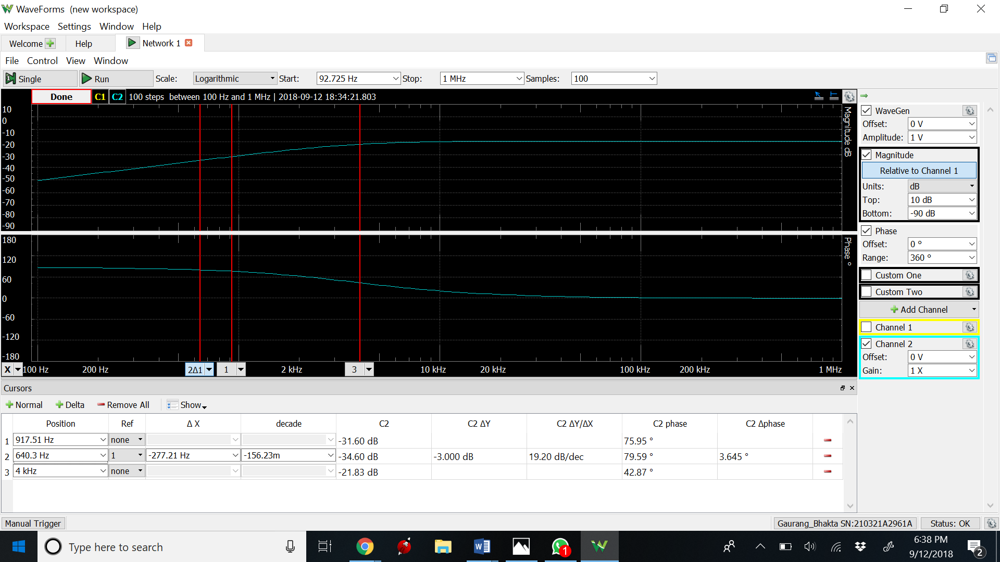 WaveForms (new workspace)
Workspace Settings Window Help
Welcome Help Network 1
File Control View Window
Single Run Scale: Logarithmic Start: 92.725 Hz Stop: 1 MHz Samples: 100
Done C1 C2 100 steps between 100 Hz and 1 MHz | 2018-09-12 18:34:21.803
10
0
-10
-20
-30
-40
-50
-60
-70
-80
-90
Magnitude dB
180
120
60
0
-60
-120
-180
Phase °
X 100 Hz 200 Hz 2Δ1 1 2 kHz 3 10 kHz 20 kHz 100 kHz 200 kHz 1 MHz
WaveGen
Offset: 0 V
Amplitude: 1 V
Magnitude
Relative to Channel 1
Units: dB
Top: 10 dB
Bottom: -90 dB
Phase
Offset: 0 °
Range: 360 °
Custom One
Custom Two
Add Channel
Channel 1
Channel 2
Offset: 0 V
Gain: 1 X
Cursors
Normal Delta Remove All Show
Position Ref Δ X decade C2 C2 ΔY C2 ΔY/ΔX C2 phase C2 Δphase
1 917.51 Hz none -31.60 dB 75.95 °
2 640.3 Hz 1 -277.21 Hz -156.23m -34.60 dB -3.000 dB 19.20 dB/dec 79.59 ° 3.645 °
3 4 kHz none -21.83 dB 42.87 °
Manual Trigger Gaurang_Bhakta SN:210321A2961A Status: OK
Type here to search 1 6:38 PM
9/12/2018 2